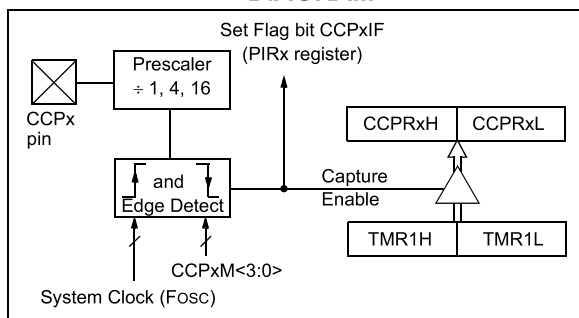 Set Flag bit CCPxIF
(PIRx register)
Prescaler
÷ 1, 4, 16
CCPx
pin
CCPRxH CCPRxL
and
Edge Detect
Capture
Enable
TMR1H TMR1L
CCPxM<3:0>
System Clock (FOSC)